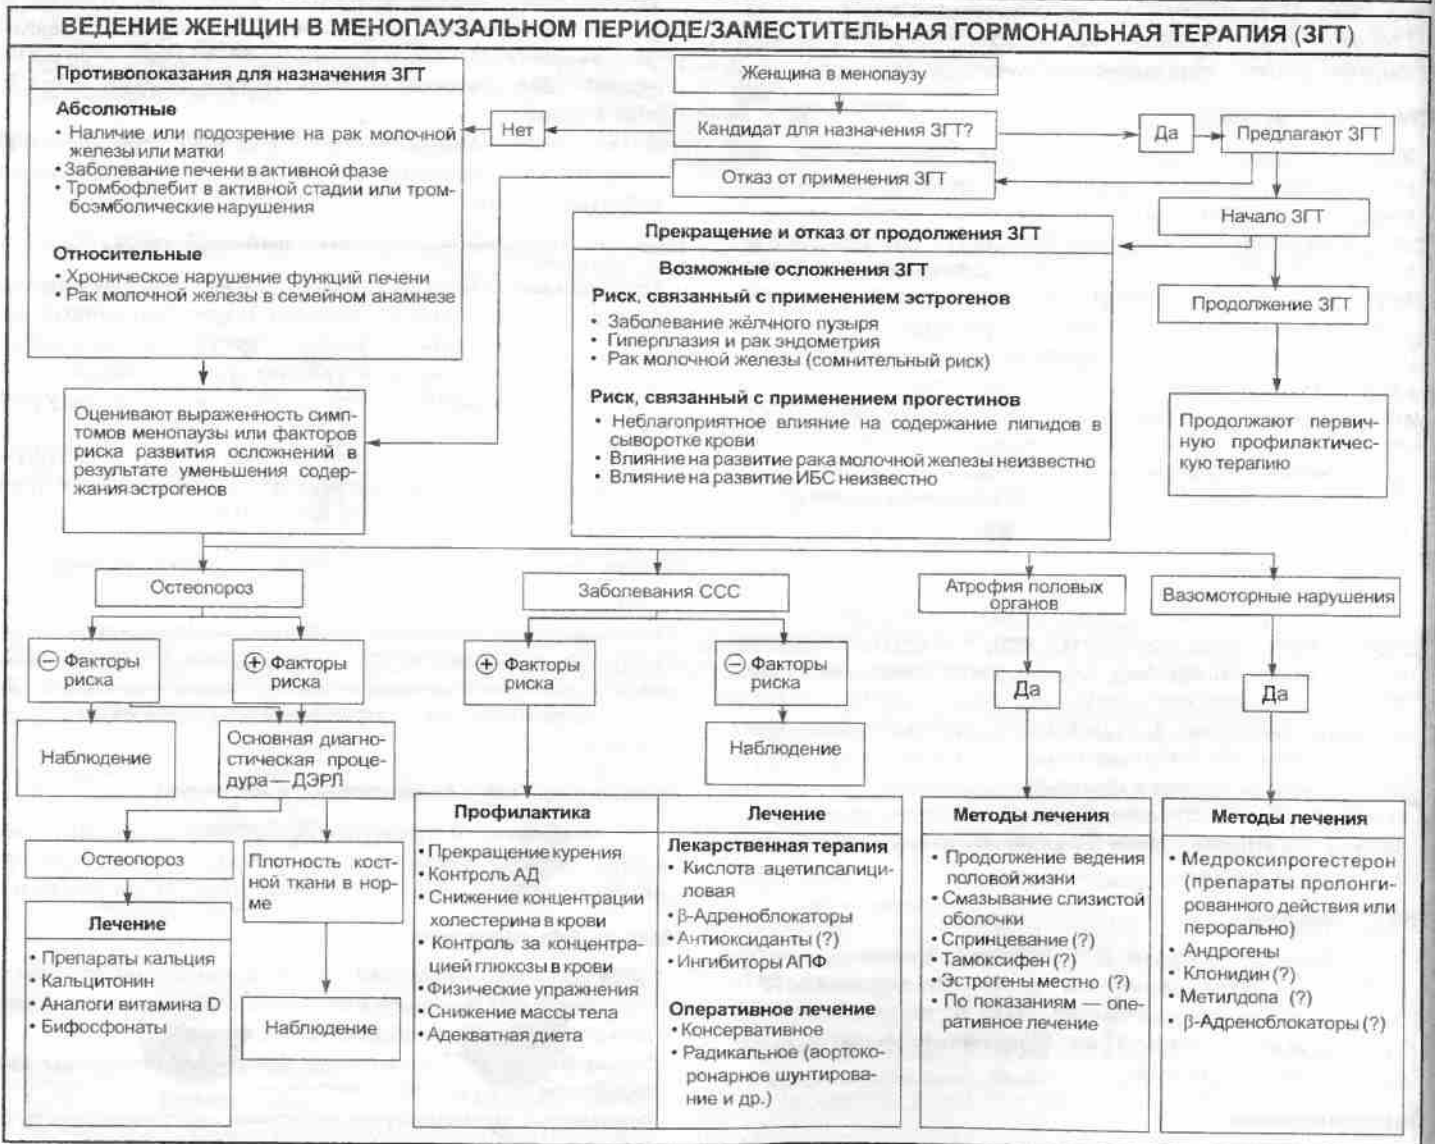 ВЕДЕНИЕ ЖЕНЩИН В МЕНОПАУЗАЛЬНОМ ПЕРИОДЕ/ЗАМЕСТИТЕЛЬНАЯ ГОРМОНАЛЬНАЯ ТЕРАПИЯ (ЗГТ)
Противопоказания для назначения ЗГТ
Абсолютные
• Наличие или подозрение на рак молочной
железы или матки
• Заболевание печени в активной фазе
• Тромбофлебит в активной стадии или тром-
боэмболические нарушения
Относительные
• Хроническое нарушение функций печени
• Рак молочной железы в семейном анамнезе
Женщина в менопаузу
Нет
Кандидат для назначения ЗГТ?
Да
Предлагают ЗГТ
Отказ от применения ЗГТ
Начало ЗГТ
Прекращение и отказ от продолжения ЗГТ
Возможные осложнения ЗГТ
Риск, связанный с применением эстрогенов
• Заболевание жёлчного пузыря
• Гиперплазия и рак эндометрия
• Рак молочной железы (сомнительный риск)
Риск, связанный с применением прогестинов
• Неблагоприятное влияние на содержание липидов в
сыворотке крови
• Влияние на развитие рака молочной железы неизвестно
• Влияние на развитие ИБС неизвестно
Продолжение ЗГТ
Продолжают первич-
ную профилактичес-
кую терапию
Оценивают выраженность симп-
томов менопаузы или факторов
риска развития осложнений в
результате уменьшения содер-
жания эстрогенов
Остеопороз
Заболевания ССС
Атрофия половых
органов
Вазомоторные нарушения
− Факторы
риска
+ Факторы
риска
+ Факторы
риска
− Факторы
риска
Да
Да
Наблюдение
Основная диагно-
стическая проце-
дура—ДЭРЛ
Наблюдение
Остеопороз
Плотность кост-
ной ткани в нор-
ме
Лечение
• Препараты кальция
• Кальцитонин
• Аналоги витамина D
• Бифосфонаты
Наблюдение
Профилактика
• Прекращение курения
• Контроль АД
• Снижение концентрации
холестерина в крови
• Контроль за концентра-
цией глюкозы в крови
• Физические упражнения
• Снижение массы тела
• Адекватная диета
Лечение
Лекарственная терапия
• Кислота ацетилсалици-
ловая
• β-Адреноблокаторы
• Антиоксиданты (?)
• Ингибиторы АПФ
Оперативное лечение
• Консервативное
• Радикальное (аортоко-
ронарное шунтирова-
ние и др.)
Методы лечения
• Продолжение ведения
половой жизни
• Смазывание слизистой
оболочки
• Спринцевание (?)
• Тамоксифен (?)
• Эстрогены местно (?)
• По показаниям — опе-
ративное лечение
Методы лечения
• Медроксипрогестерон
(препараты пролонги-
рованного действия или
перорально)
• Андрогены
• Клонидин (?)
• Метилдопа (?)
• β-Адреноблокаторы (?)